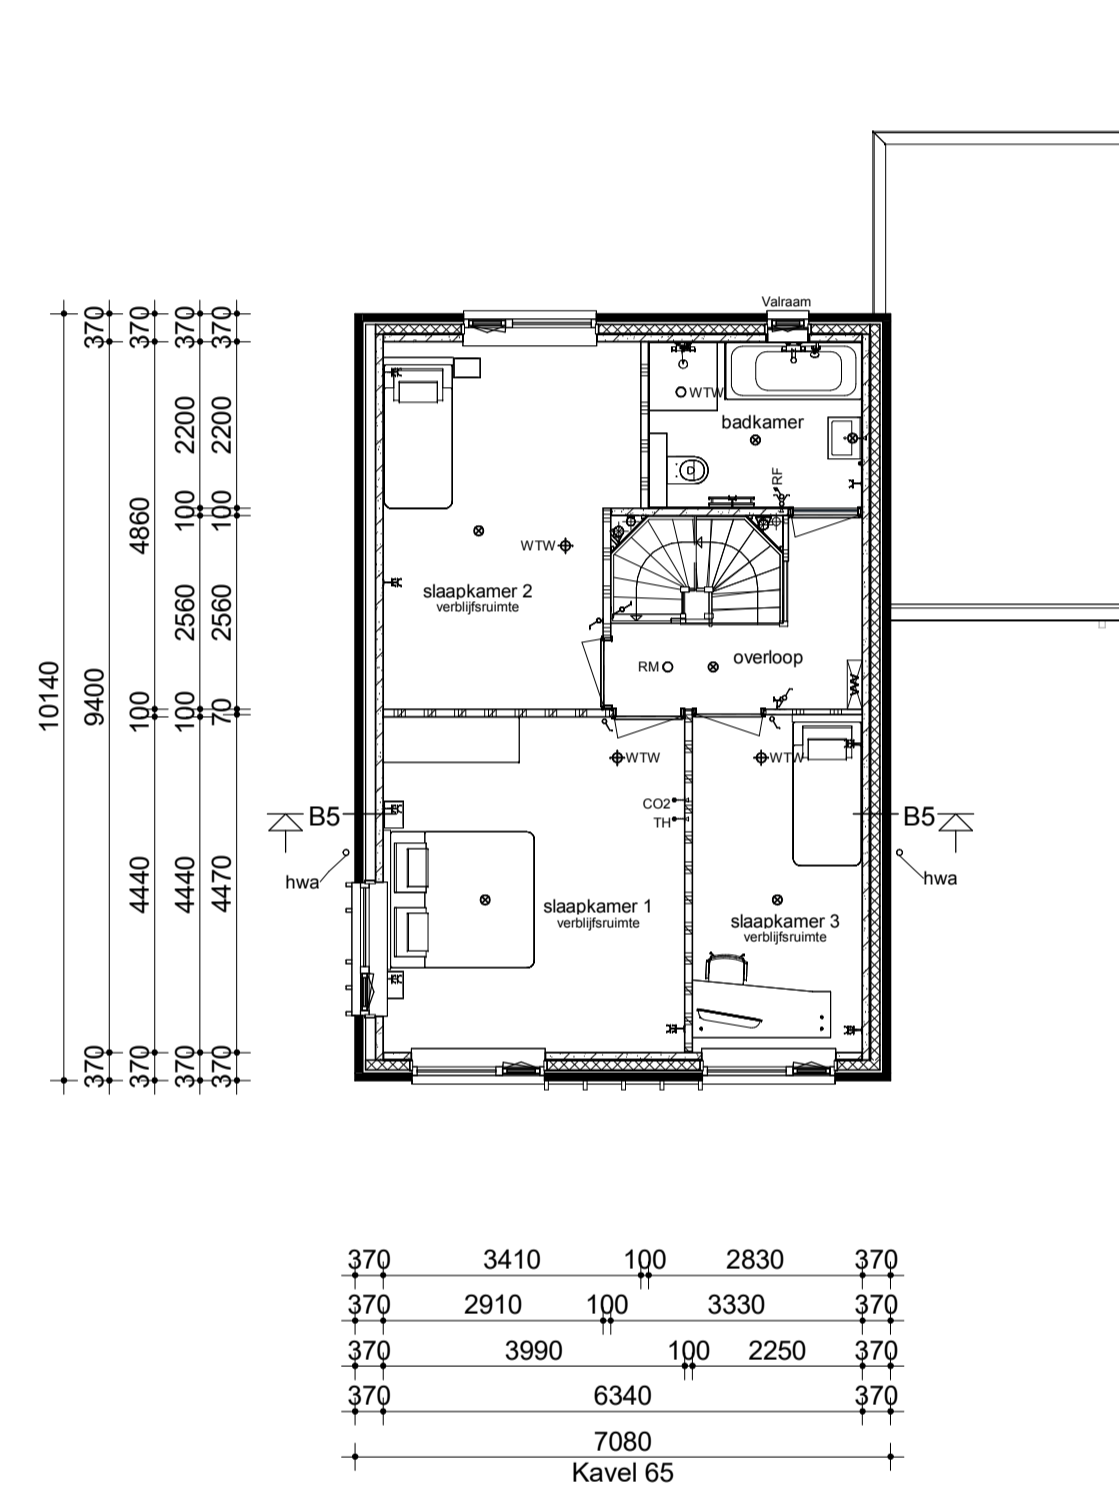 Valraam
WTW
badkamer
RF
WTW
slaapkamer 2
verblijfsruimte
RM
overloop
WTW
WTW
CO2
TH
B5
B5
hwa
hwa
slaapkamer 1
verblijfsruimte
slaapkamer 3
verblijfsruimte
10140
370
9400
370
370
4860
100
4440
370
370
2200
100
2560
100
4440
370
370
2200
100
2560
70
4470
370
370 3410 100 2830 370
370 2910 100 3330 370
370 3990 100 2250 370
370 6340 370
7080
Kavel 65